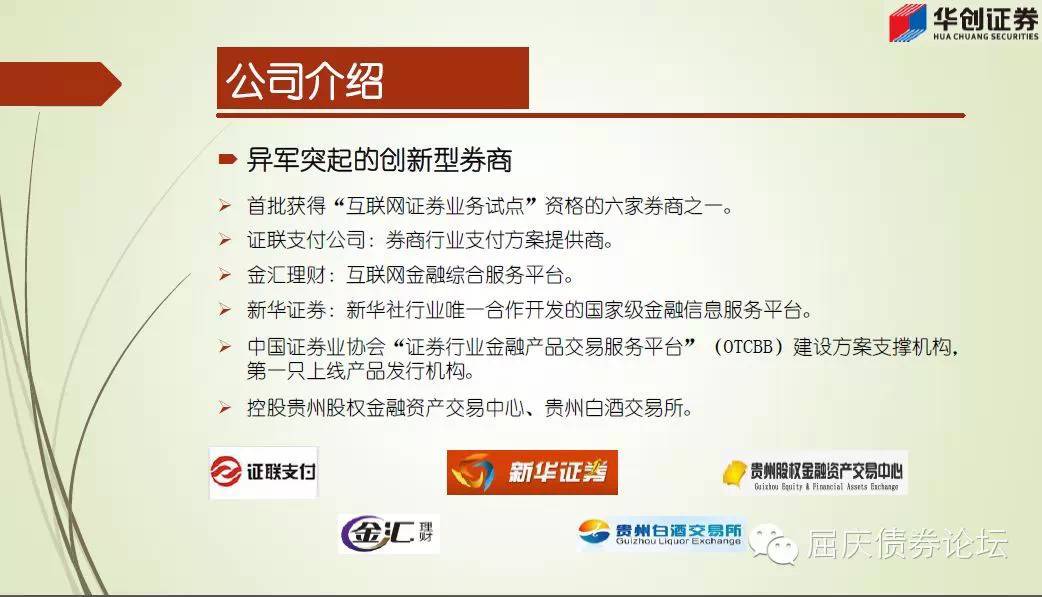 华创证券
HUA CHUANG SECURITIES
公司介绍
异军突起的创新型券商
首批获得“互联网证券业务试点”资格的六家券商之一。
证联支付公司：券商行业支付方案提供商。
金汇理财：互联网金融综合服务平台。
新华证券：新华社行业唯一合作开发的国家级金融信息服务平台。
中国证券业协会“证券行业金融产品交易服务平台”（OTCBB）建设方案支撑机构，
第一只上线产品发行机构。
控股贵州股权金融资产交易中心、贵州白酒交易所。
证联支付
新华证券
贵州股权金融资产交易中心
Guizhou Equity & Financial Assets Exchange
金汇理财
贵州白酒交易所
Guizhou Liquor Exchange
屈庆债券论坛